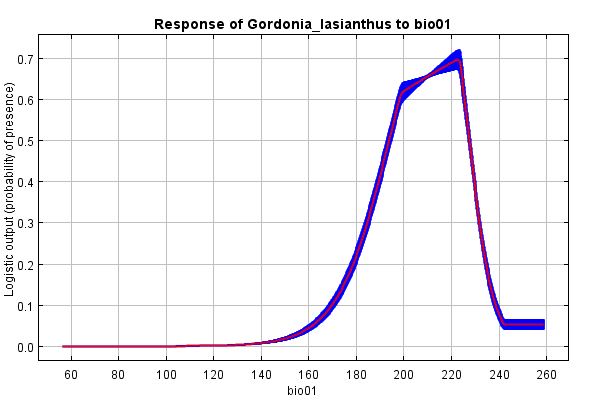 Response of Gordonia_lasianthus to bio01
Logistic output (probability of presence)
0.7
0.6
0.5
0.4
0.3
0.2
0.1
0.0
60 80 100 120 140 160 180 200 220 240 260
bio01